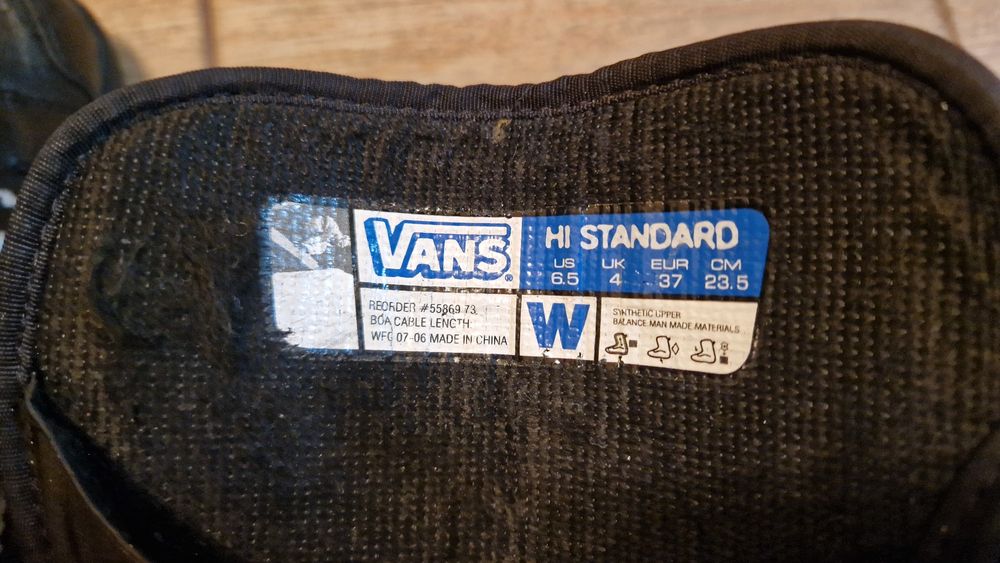 VANS®
HI STANDARD
US UK EUR CM
6.5 4 37 23.5
REORDER #55869 73
BOA CABLE LENGTH:
WFG 07-06 MADE IN CHINA
W
SYNTHETIC UPPER
BALANCE MAN MADE MATERIALS